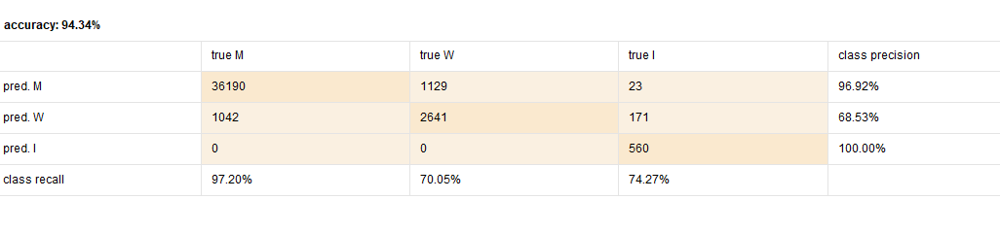 accuracy: 94.34%
true M true W true I class precision
pred. M 36190 1129 23 96.92%
pred. W 1042 2641 171 68.53%
pred. I 0 0 560 100.00%
class recall 97.20% 70.05% 74.27%